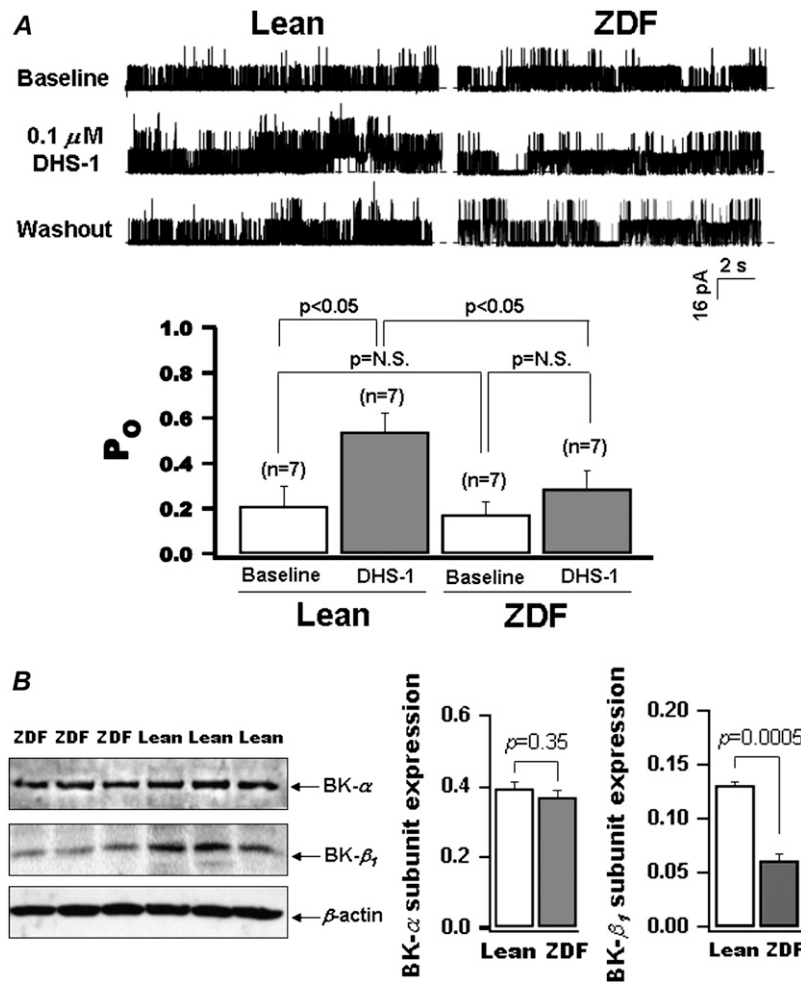 A
Lean ZDF
Baseline
0.1 μM
DHS-1
Washout
16 pA
2 s
p<0.05 p<0.05
p=N.S. p=N.S.
(n=7) (n=7) (n=7) (n=7)
Po
1.0
0.8
0.6
0.4
0.2
0.0
Baseline DHS-1 Baseline DHS-1
Lean ZDF
B
ZDF ZDF ZDF Lean Lean Lean
BK-α
BK-β1
β-actin
BK-α subunit expression
0.6
0.4
0.2
0.0
p=0.35
Lean ZDF
BK-β1 subunit expression
0.20
0.15
0.10
0.05
0.00
p=0.0005
Lean ZDF